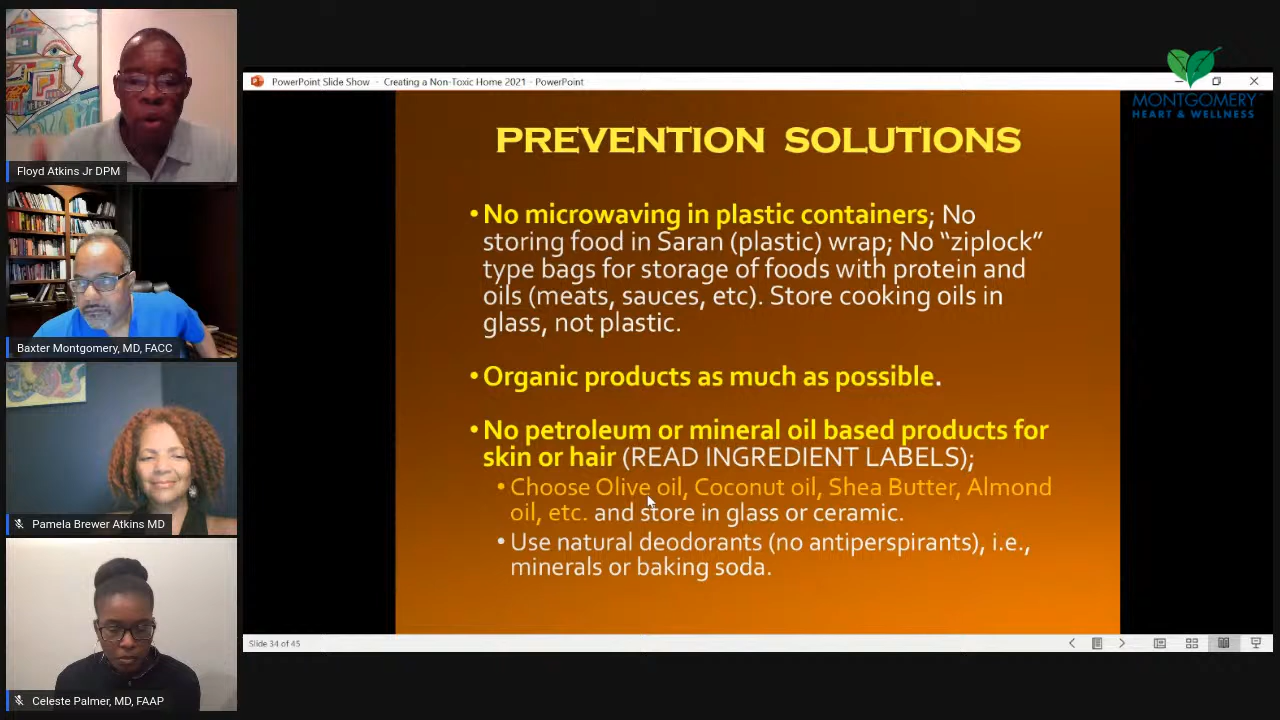 Floyd Atkins Jr DPM
Baxter Montgomery, MD, FACC
Pamela Brewer Atkins MD
Celeste Palmer, MD, FAAP
PowerPoint Slide Show - Creating a Non-Toxic Home 2021 - PowerPoint
MONTGOMERY
HEART & WELLNESS
PREVENTION SOLUTIONS
• No microwaving in plastic containers; No
storing food in Saran (plastic) wrap; No “ziplock”
type bags for storage of foods with protein and
oils (meats, sauces, etc). Store cooking oils in
glass, not plastic.
• Organic products as much as possible.
• No petroleum or mineral oil based products for
skin or hair (READ INGREDIENT LABELS);
• Choose Olive oil, Coconut oil, Shea Butter, Almond
oil, etc. and store in glass or ceramic.
• Use natural deodorants (no antiperspirants), i.e.,
minerals or baking soda.
Slide 34 of 45